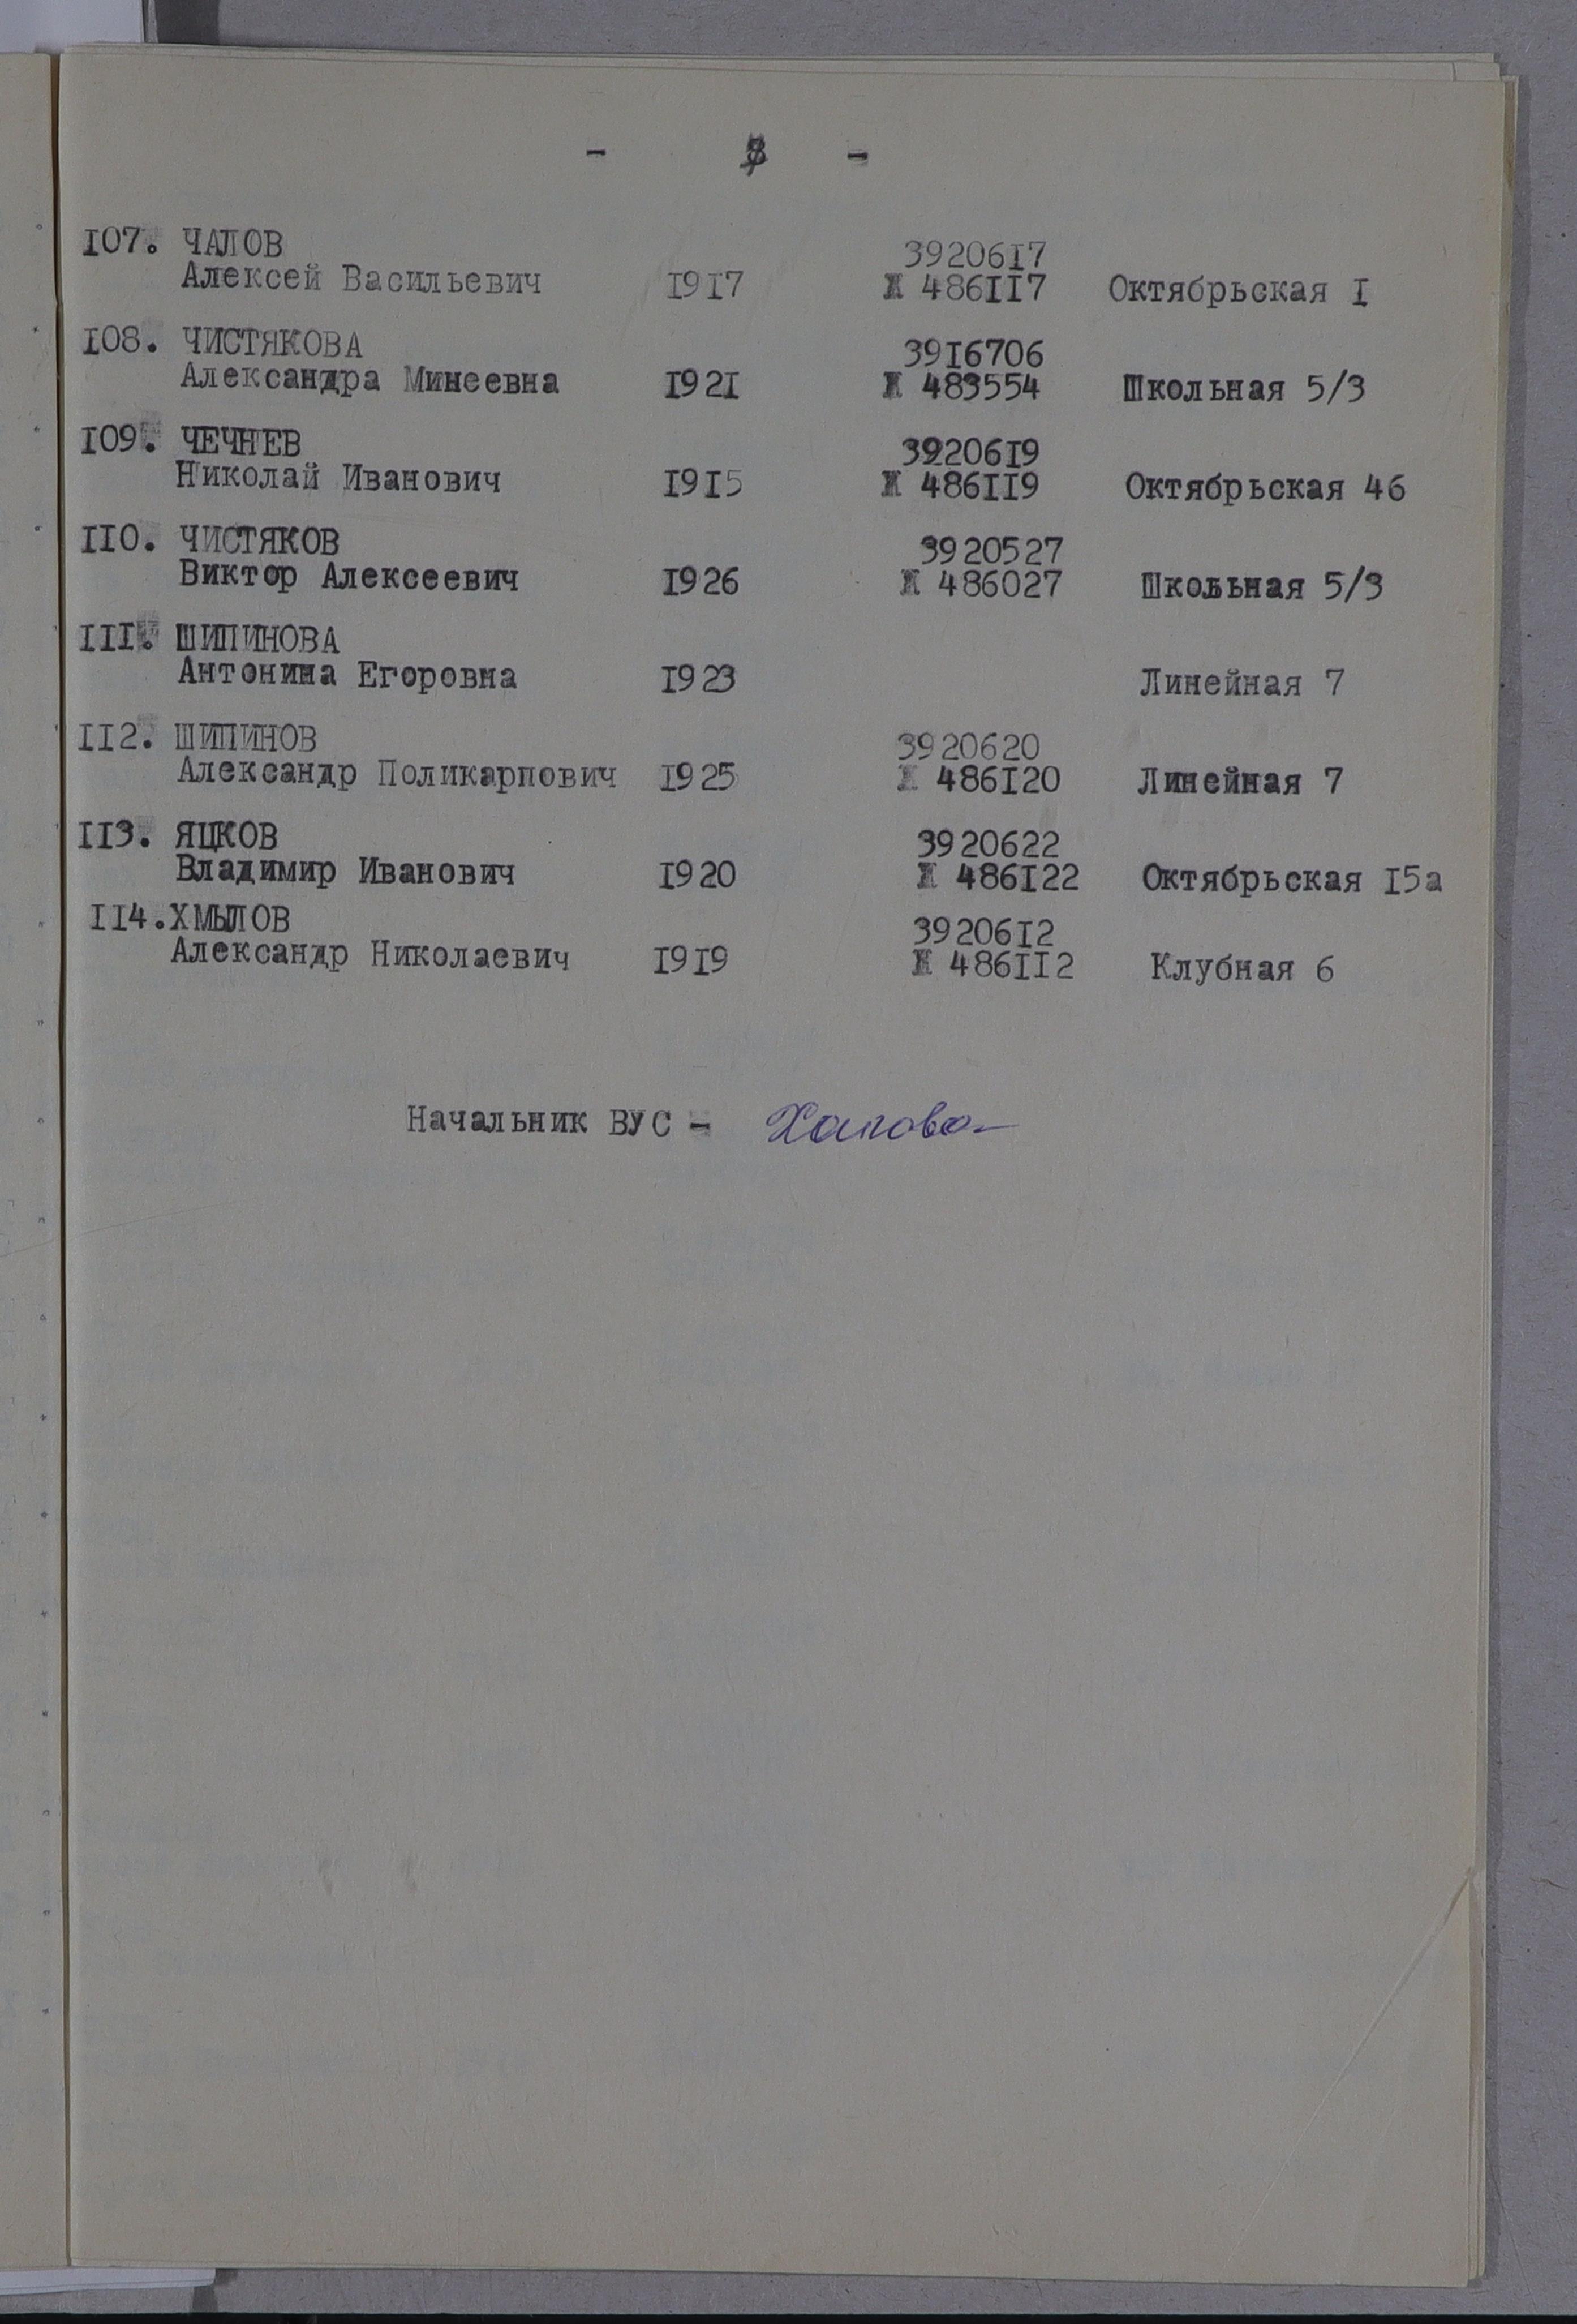 - 8 -
107. ЧАЛОВ 3920617
Алексей Васильевич 1917 486117 Октябрьская 1
108. ЧИСТЯКОВА 3916706
Александра Минеевна 1921 483554 Школьная 5/3
109. ЧЕЧНЕВ 3920619
Николай Иванович 1915 486119 Октябрьская 46
110. ЧИСТЯКОВ 3920527
Виктор Алексеевич 1926 486027 Школьная 5/3
111. ШИПИНОВА
Антонина Егоровна 1923 Линейная 7
112. ШИПИНОВ 3920620
Александр Поликарпович 1925 486120 Линейная 7
113. ЯЦКОВ 3920622
Владимир Иванович 1920 486122 Октябрьская 15а
114. ХМЫЛОВ 3920612
Александр Николаевич 1919 486112 Клубная 6
Начальник ВУС -